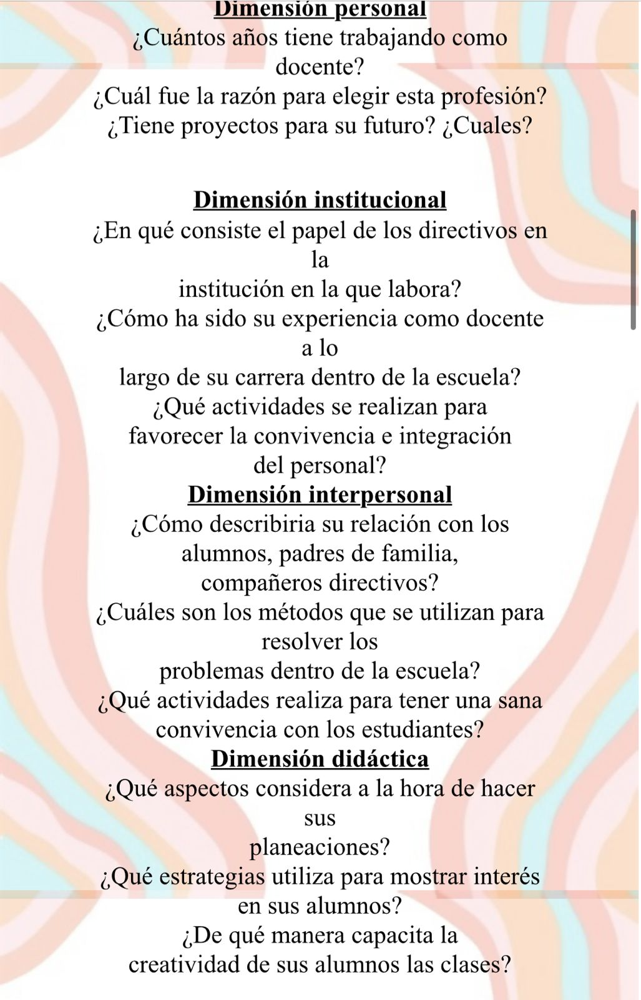 Dimensión personal
¿Cuántos años tiene trabajando como
docente?
¿Cuál fue la razón para elegir esta profesión?
¿Tiene proyectos para su futuro? ¿Cuales?
Dimensión institucional
¿En qué consiste el papel de los directivos en
la
institución en la que labora?
¿Cómo ha sido su experiencia como docente
a lo
largo de su carrera dentro de la escuela?
¿Qué actividades se realizan para
favorecer la convivencia e integración
del personal?
Dimensión interpersonal
¿Cómo describiria su relación con los
alumnos, padres de familia,
compañeros directivos?
¿Cuáles son los métodos que se utilizan para
resolver los
problemas dentro de la escuela?
¿Qué actividades realiza para tener una sana
convivencia con los estudiantes?
Dimensión didáctica
¿Qué aspectos considera a la hora de hacer
sus
planeaciones?
¿Qué estrategias utiliza para mostrar interés
en sus alumnos?
¿De qué manera capacita la
creatividad de sus alumnos las clases?